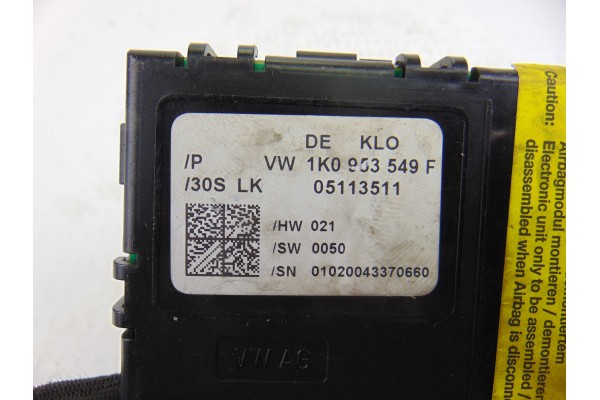 DE KLO
/P VW 1K0 953 549 F
/30S LK 05113511
/HW 021
/SW 0050
/SN 01020043370660
VW AG
Caution:
Electronic unit only to be
disassembled when Airbag
Airbagmodul montieren /
assembled / demontieren
is disconne